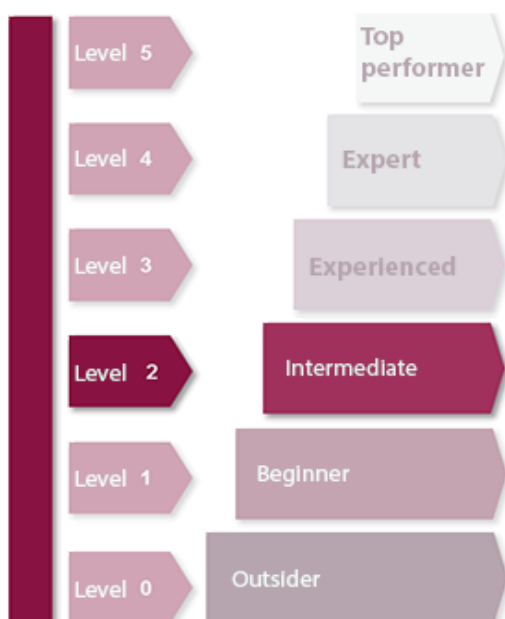 Level 5
Top
performer
Level 4
Expert
Level 3
Experienced
Level 2
Intermediate
Level 1
Beginner
Level 0
Outsider